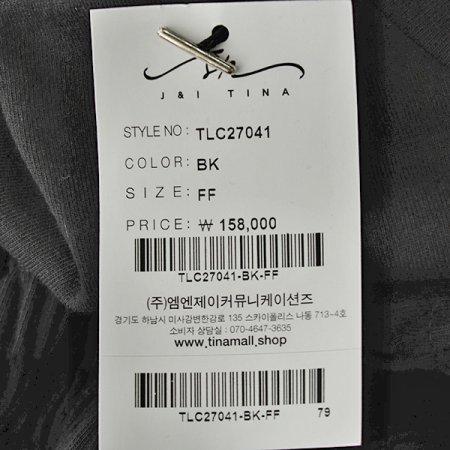 J & I TINA
STYLE NO : TLC27041
COLOR: BK
SIZE: FF
PRICE: ₩ 158,000
TLC27041-BK-FF
(주)엠엔제이커뮤니케이션즈
경기도 하남시 미사강변한강로 135 스카이폴리스 나동 713~4호
소비자 상담실 : 070-4647-3635
www_tinamall_shop
TLC27041-BK-FF 79